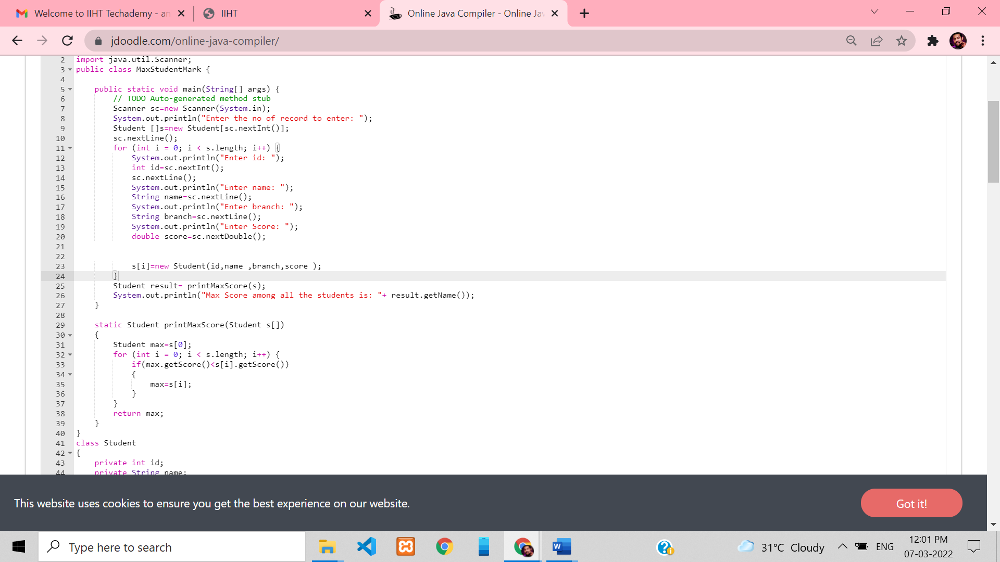 Welcome to IIHT Techademy - an
IIHT
Online Java Compiler - Online Jav
jdoodle.com/online-java-compiler/
2 import java.util.Scanner;
3 public class MaxStudentMark {
4
5 public static void main(String[] args) {
6 // TODO Auto-generated method stub
7 Scanner sc=new Scanner(System.in);
8 System.out.println("Enter the no of record to enter: ");
9 Student []s=new Student[sc.nextInt()];
10 sc.nextLine();
11 for (int i = 0; i < s.length; i++) {
12 System.out.println("Enter id: ");
13 int id=sc.nextInt();
14 sc.nextLine();
15 System.out.println("Enter name: ");
16 String name=sc.nextLine();
17 System.out.println("Enter branch: ");
18 String branch=sc.nextLine();
19 System.out.println("Enter Score: ");
20 double score=sc.nextDouble();
21
22
23 s[i]=new Student(id,name ,branch,score );
24 }
25 Student result= printMaxScore(s);
26 System.out.println("Max Score among all the students is: "+ result.getName());
27 }
28
29 static Student printMaxScore(Student s[])
30 {
31 Student max=s[0];
32 for (int i = 0; i < s.length; i++) {
33 if(max.getScore()<s[i].getScore())
34 {
35 max=s[i];
36 }
37 }
38 return max;
39 }
40 }
41 class Student
42 {
43 private int id;
44 private String name;
This website uses cookies to ensure you get the best experience on our website.
Got it!
Type here to search
31°C Cloudy
ENG
12:01 PM
07-03-2022